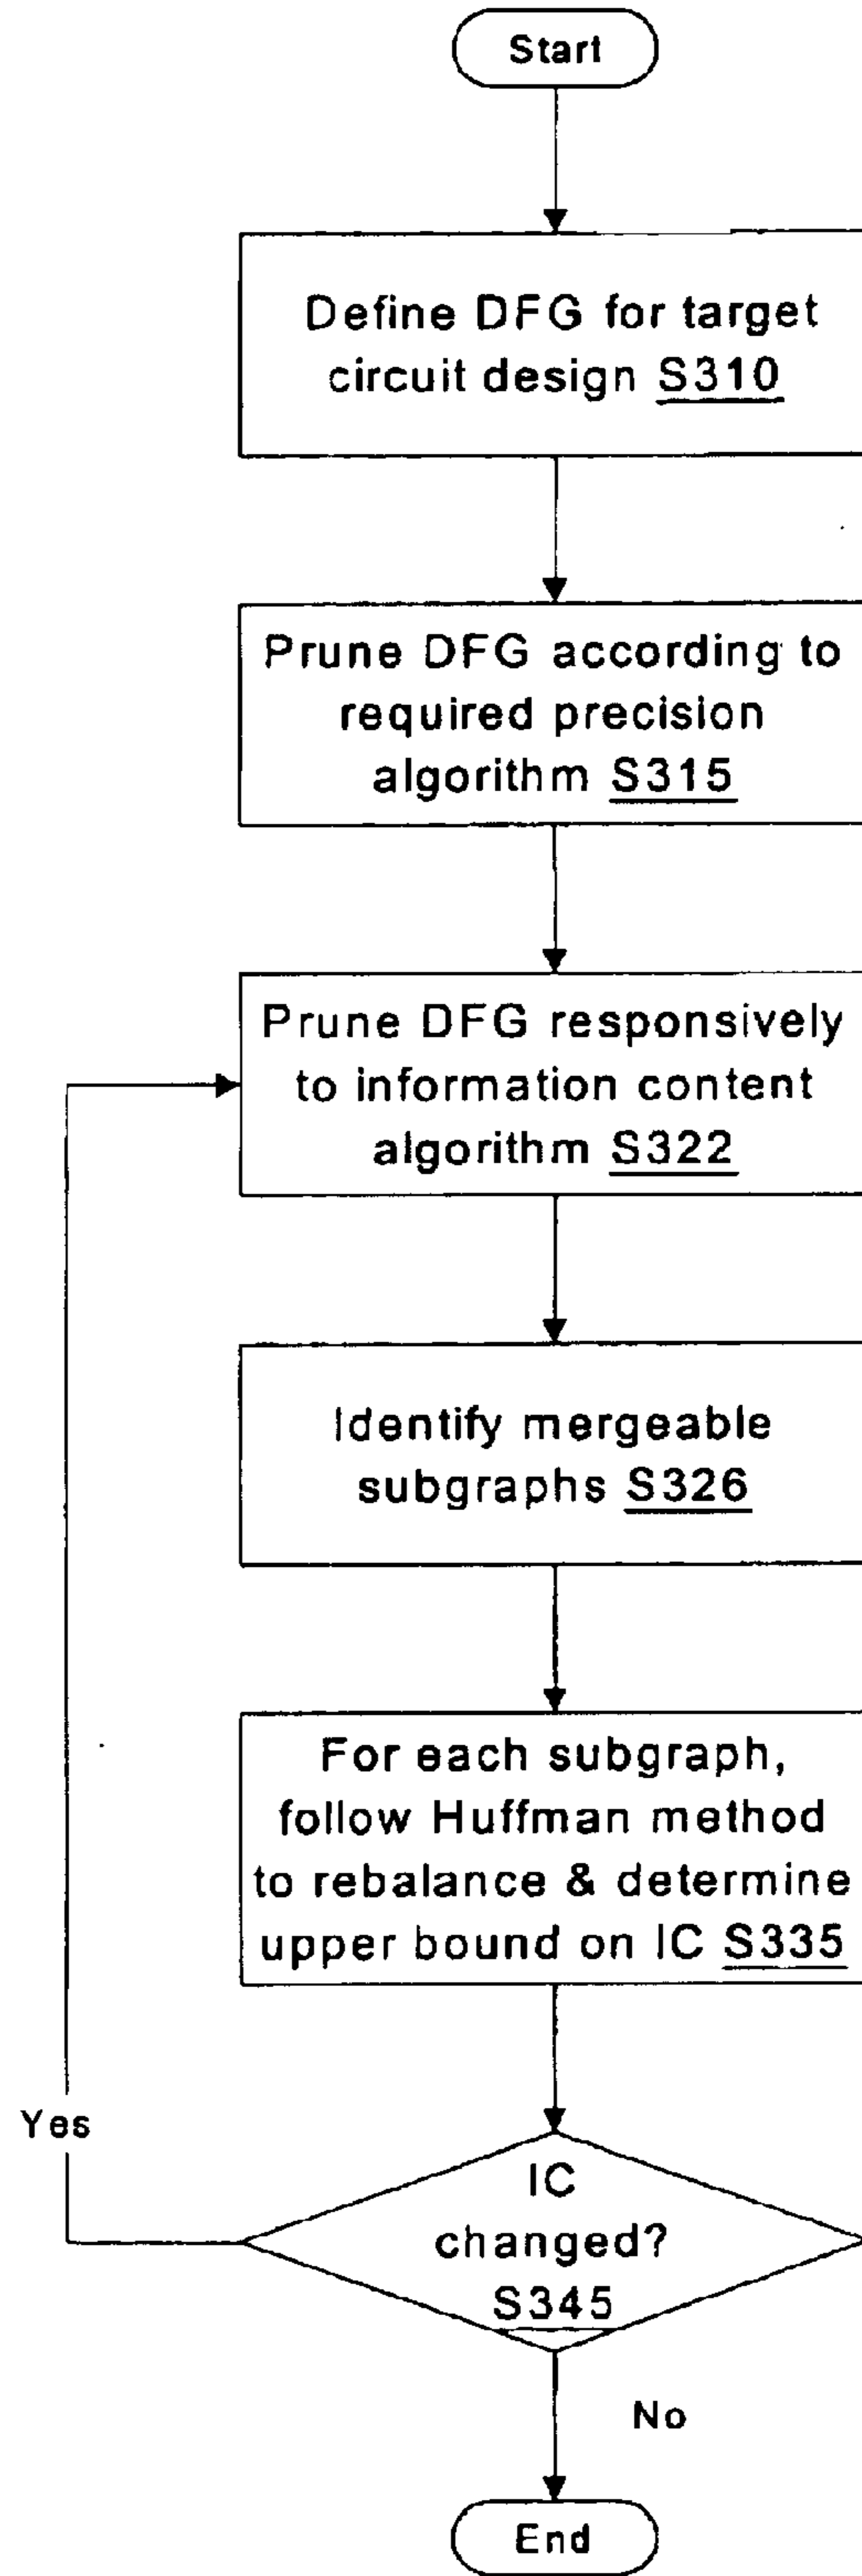 Start
Define DFG for target
circuit design S310
Prune DFG according to
required precision
algorithm S315
Prune DFG responsively
to information content
algorithm S322
Identify mergeable
subgraphs S326
For each subgraph,
follow Huffman method
to rebalance & determine
upper bound on IC S335
Yes
IC
changed?
S345
No
End